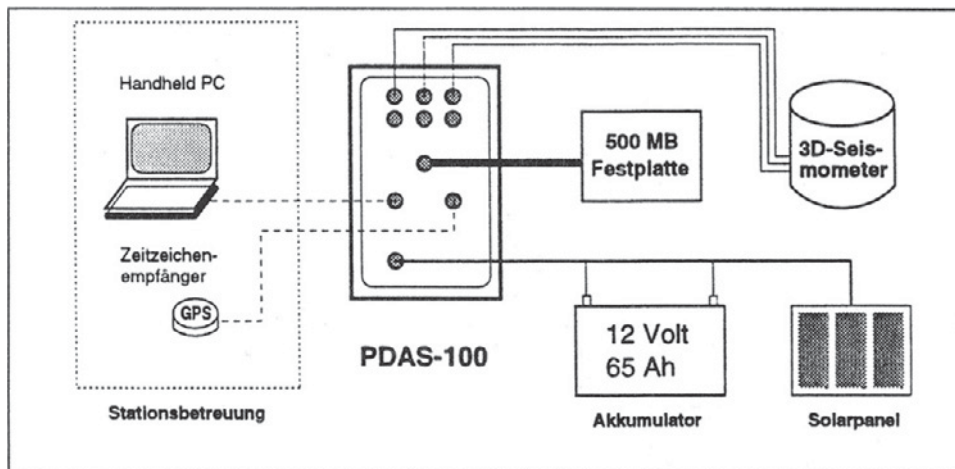 Handheld PC
Zeitzeichen-
empfänger
GPS
Stationsbetreuung
PDAS-100
500 MB
Festplatte
3D-Seis-
mometer
12 Volt
65 Ah
Akkumulator
Solarpanel